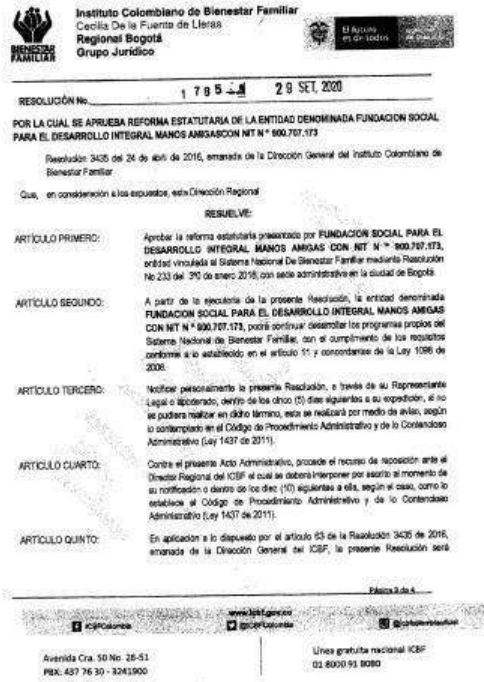 BIENESTAR
FAMILIAR
Instituto Colombiano de Bienestar Familiar
Cecilia De la Fuente de Lleras
Regional Bogotá
Grupo Jurídico
El futuro
es de todos
RESOLUCIÓN No. 1785 29 SET, 2020
POR LA CUAL SE APRUEBA REFORMA ESTATUTARIA DE LA ENTIDAD DENOMINADA FUNDACION SOCIAL
PARA EL DESARROLLO INTEGRAL MANOS AMIGASCON NIT N° 900.707.173
Resolución 3435 del 24 de abril de 2016, emanada de la Dirección General del Instituto Colombiano de
Bienestar Familiar
Que, en consideración a los expuestos, esta Dirección Regional
RESUELVE:
ARTÍCULO PRIMERO:
Aprobar la reforma estatutaria presentado por FUNDACION SOCIAL PARA EL
DESARROLLO INTEGRAL MANOS AMIGAS CON NIT N° 900.707.173,
entidad vinculada al Sistema Nacional De Bienestar Familiar mediante Resolución
No 233 del de enero 2018, con sede administrativa en la ciudad de Bogotá.
ARTÍCULO SEGUNDO:
A partir de la ejecutoria de la presente Resolución, la entidad denominada
FUNDACION SOCIAL PARA EL DESARROLLO INTEGRAL MANOS AMIGAS
CON NIT N° 900.707.173, podrá continuar desarrollar los programas propios del
Sistema Nacional de Bienestar Familiar, con el cumplimiento de los requisitos
conforme a lo establecido en el artículo 11 y concordantes de la Ley 1098 de
2006.
ARTÍCULO TERCERO:
Notificar personalmente la presente Resolución, a través de su Representante
Legal o apoderado, dentro de los cinco (5) días siguientes a su expedición, si no
se pudiera realizar en dicho término, esta se realizará por medio de aviso, según
lo contemplado en el Código de Procedimiento Administrativo y de lo Contencioso
Administrativo (Ley 1437 de 2011).
ARTÍCULO CUARTO:
Contra el presente Acto Administrativo, procede el recurso de reposición ante el
Director Regional del ICBF el cual se deberá interponer por escrito al momento de
su notificación o dentro de los diez (10) siguientes a ella, según el caso, como lo
establece el Código de Procedimiento Administrativo y de lo Contencioso
Administrativo (Ley 1437 de 2011).
ARTÍCULO QUINTO:
En aplicación a lo dispuesto por el artículo 63 de la Resolución 3435 de 2016,
emanada de la Dirección General del ICBF, la presente Resolución será
Página 3 de 4
www.icbf.gov.co
ICBFColombia
@ICBFColombia
@icbfcolombiaoficial
Avenida Cra. 50 No. 26-51
PBX: 437 76 30 - 3241900
Línea gratuita nacional ICBF
01 8000 91 8080